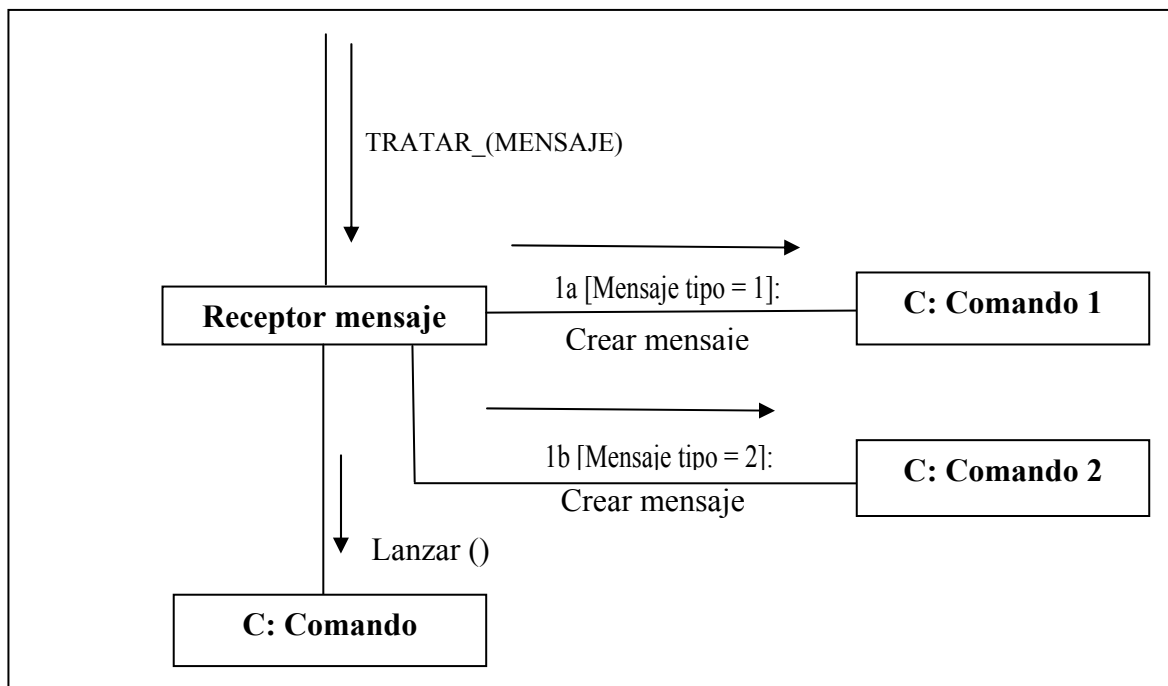 TRATAR_(MENSAJE)
1a [Mensaje tipo = 1]:
Receptor mensaje
C: Comando 1
Crear mensaje
1b [Mensaje tipo = 2]:
C: Comando 2
Crear mensaje
Lanzar ()
C: Comando